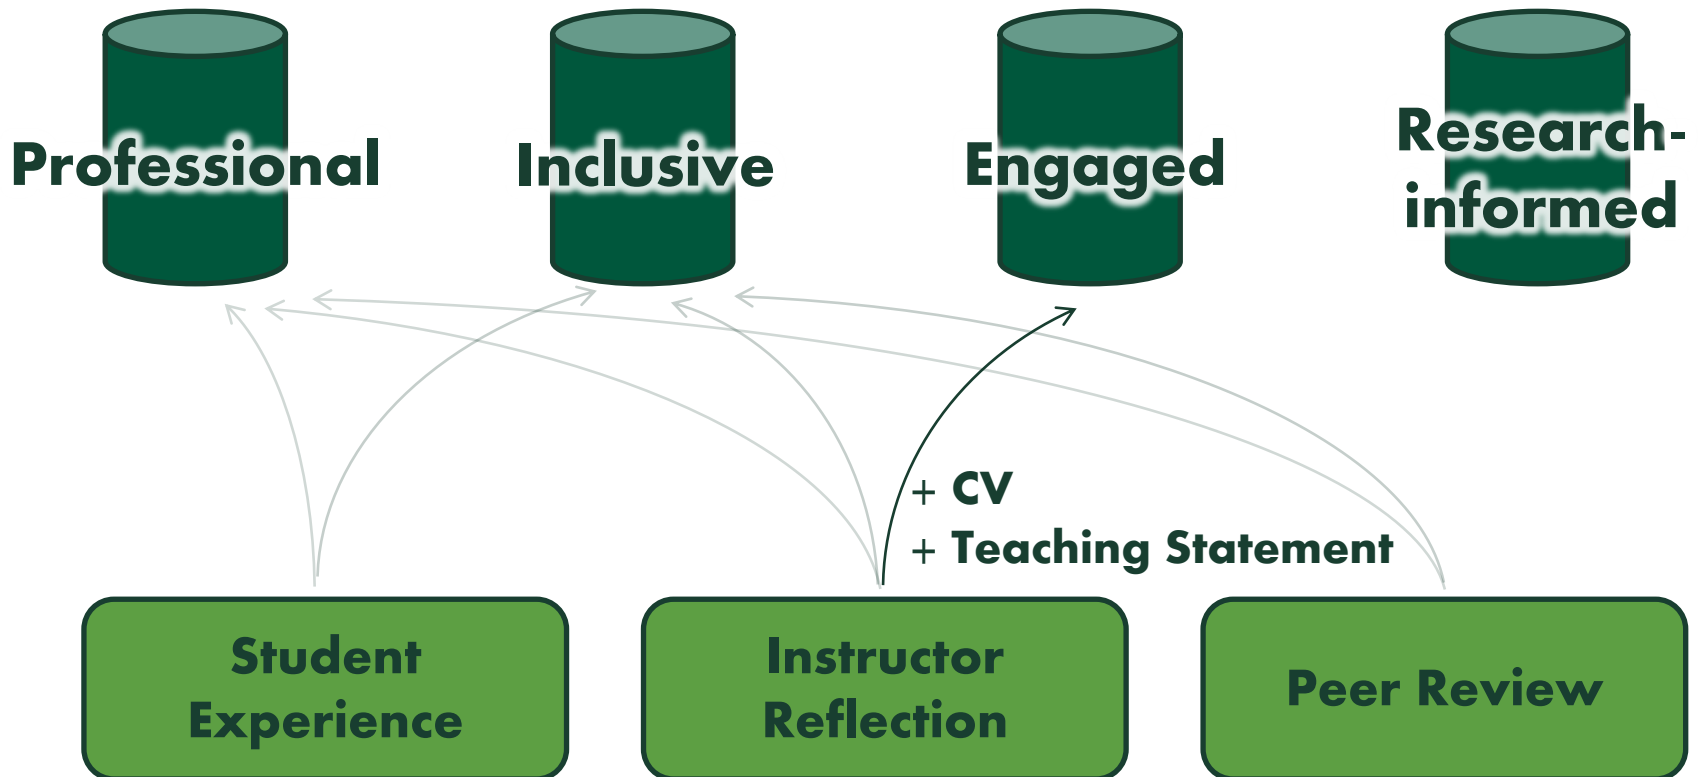 Professional
Inclusive
Engaged
Research-
informed
+ CV
+ Teaching Statement
Student
Experience
Instructor
Reflection
Peer Review